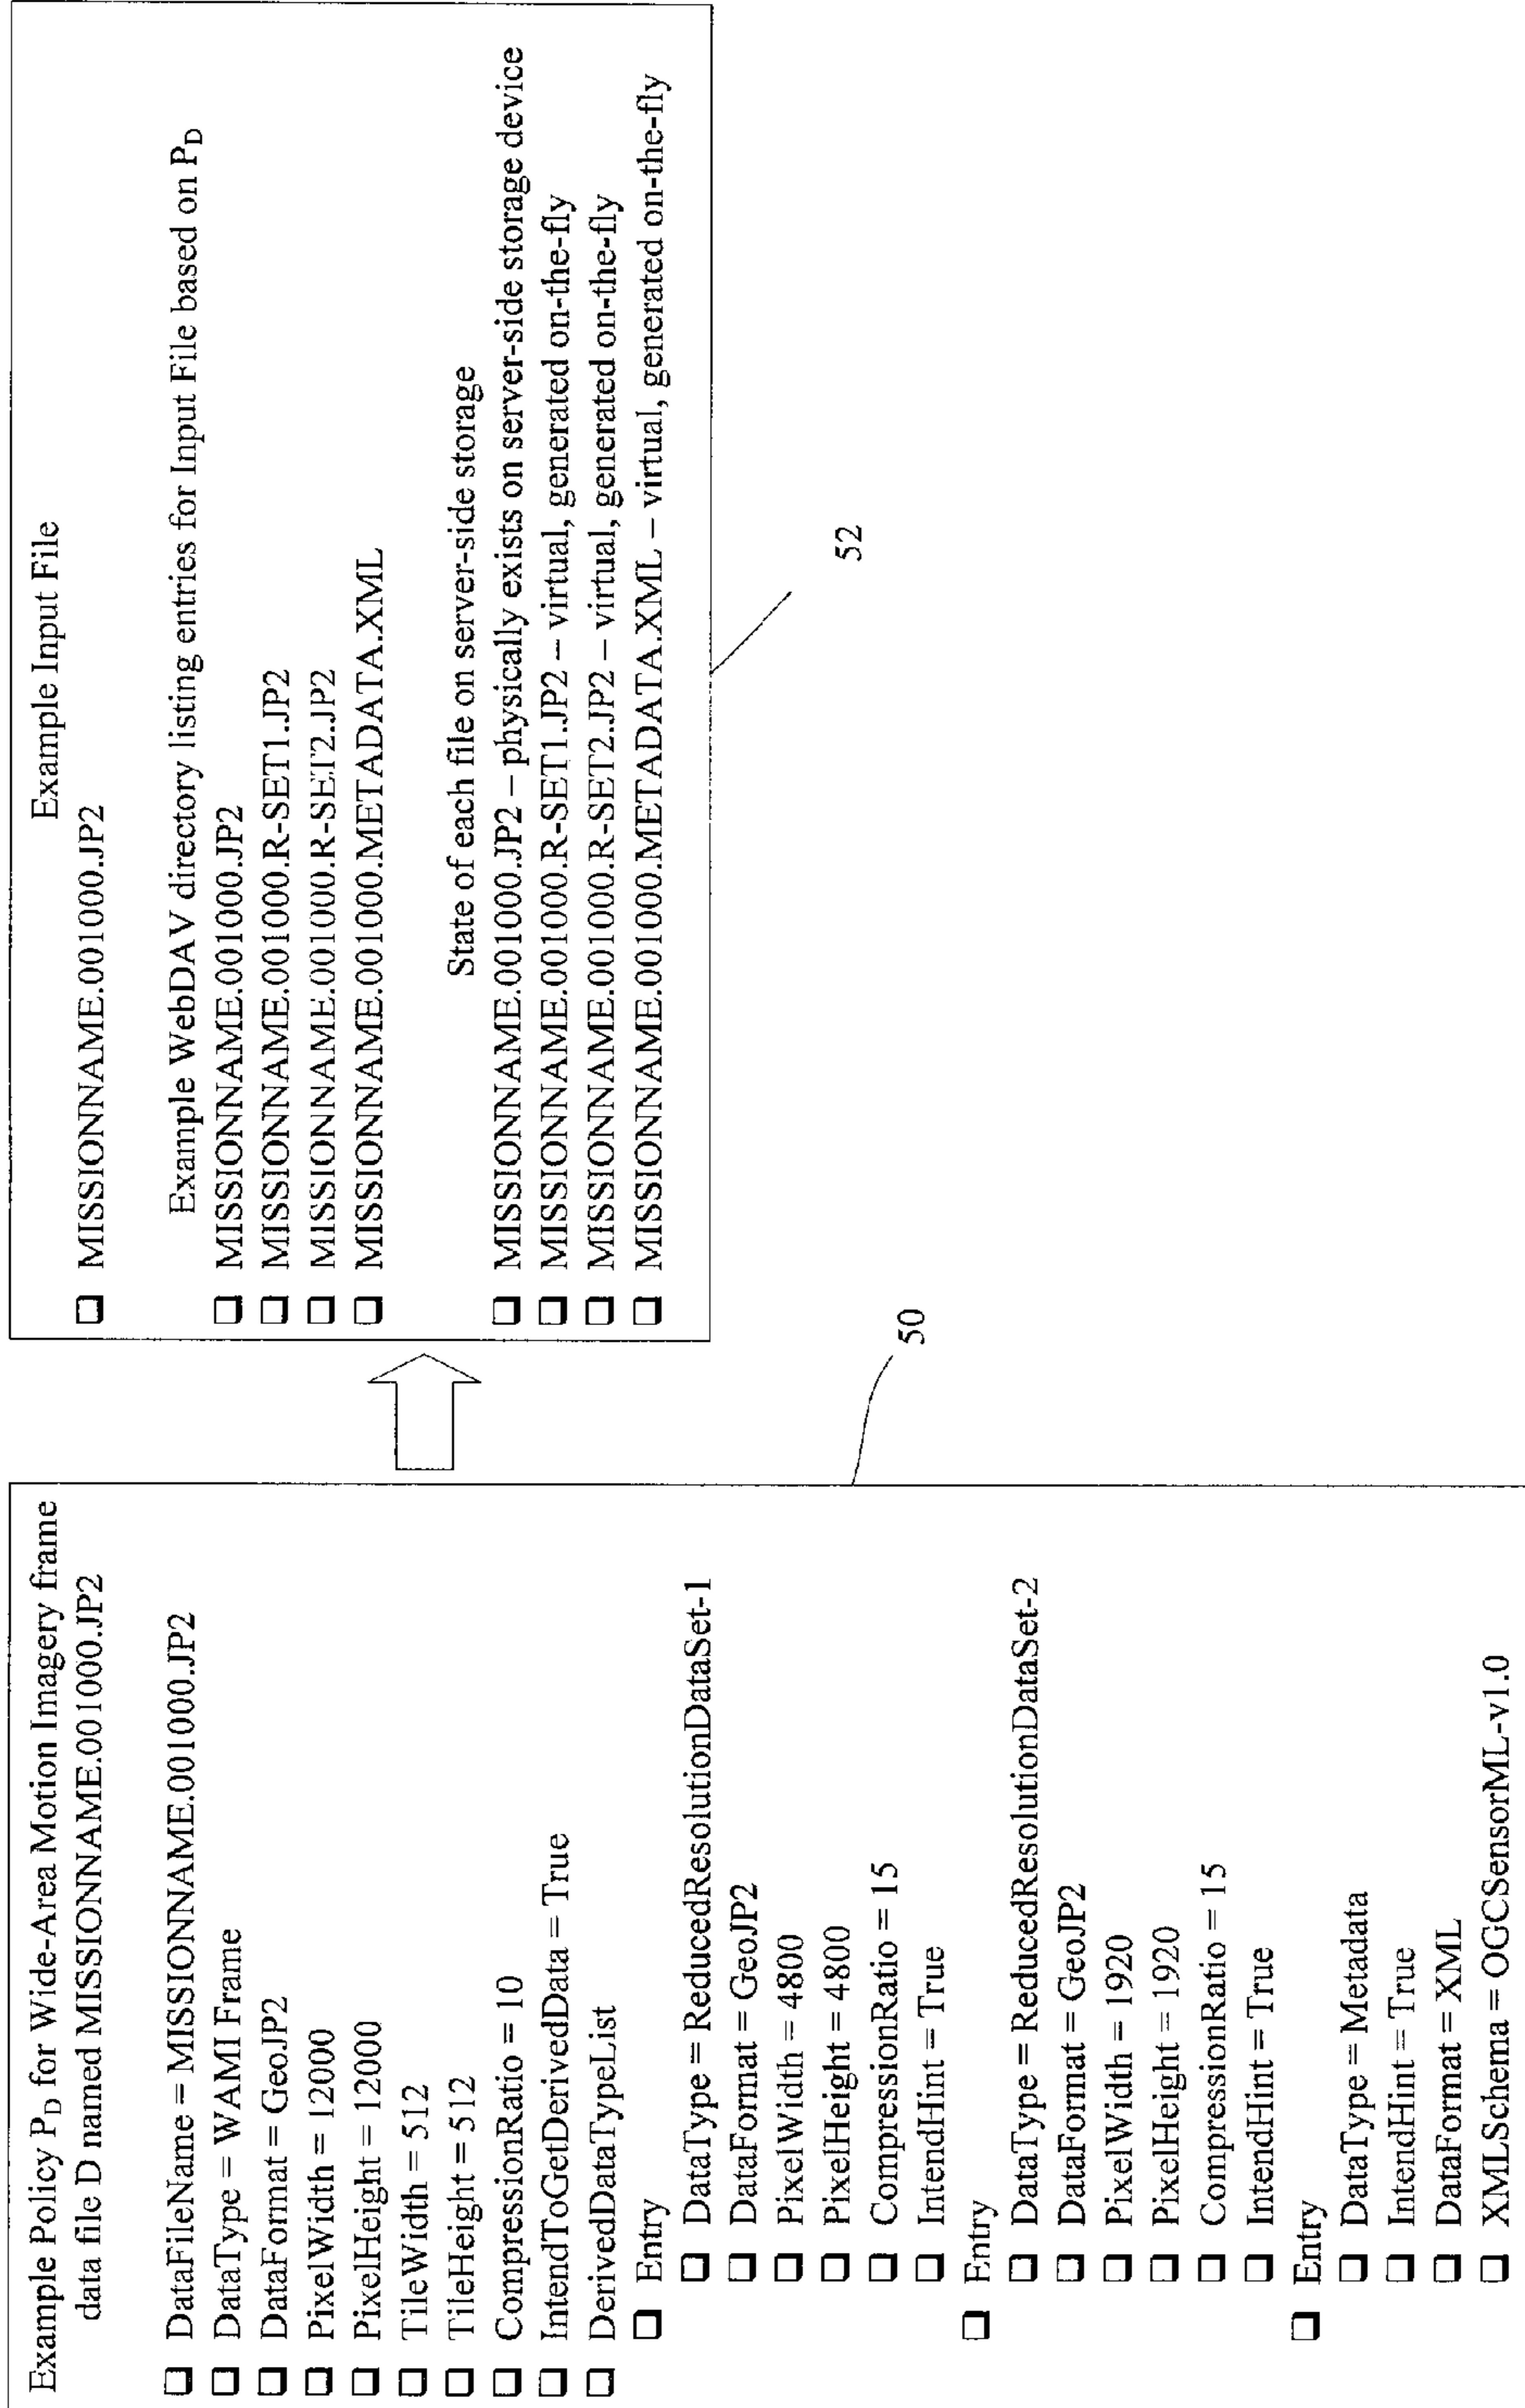 Example Policy PD for Wide-Area Motion Imagery frame
data file D named MISSIONNAME.001000.JP2
❑ DataFileName = MISSIONNAME.001000.JP2
❑ DataType = WAMI Frame
❑ DataFormat = GeoJP2
❑ PixelWidth = 12000
❑ PixelHeight = 12000
❑ TileWidth = 512
❑ TileHeight = 512
❑ CompressionRatio = 10
❑ IntendToGetDerivedData = True
❑ DerivedDataTypeList
❑ Entry
❑ DataType = ReducedResolutionDataSet-1
❑ DataFormat = GeoJP2
❑ PixelWidth = 4800
❑ PixelHeight = 4800
❑ CompressionRatio = 15
❑ IntendHint = True
❑ Entry
❑ DataType = ReducedResolutionDataSet-2
❑ DataFormat = GeoJP2
❑ PixelWidth = 1920
❑ PixelHeight = 1920
❑ CompressionRatio = 15
❑ IntendHint = True
❑ Entry
❑ DataType = Metadata
❑ IntendHint = True
❑ DataFormat = XML
❑ XMLSchema = OGCSensorML-v1.0
50
Example Input File
❑ MISSIONNAME.001000.JP2
Example WebDAV directory listing entries for Input File based on PD
❑ MISSIONNAME.001000.JP2
❑ MISSIONNAME.001000.R-SET1.JP2
❑ MISSIONNAME.001000.R-SET2.JP2
❑ MISSIONNAME.001000.METADATA.XML
State of each file on server-side storage
❑ MISSIONNAME.001000.JP2 – physically exists on server-side storage device
❑ MISSIONNAME.001000.R-SET1.JP2 – virtual, generated on-the-fly
❑ MISSIONNAME.001000.R-SET2.JP2 – virtual, generated on-the-fly
❑ MISSIONNAME.001000.METADATA.XML – virtual, generated on-the-fly
52